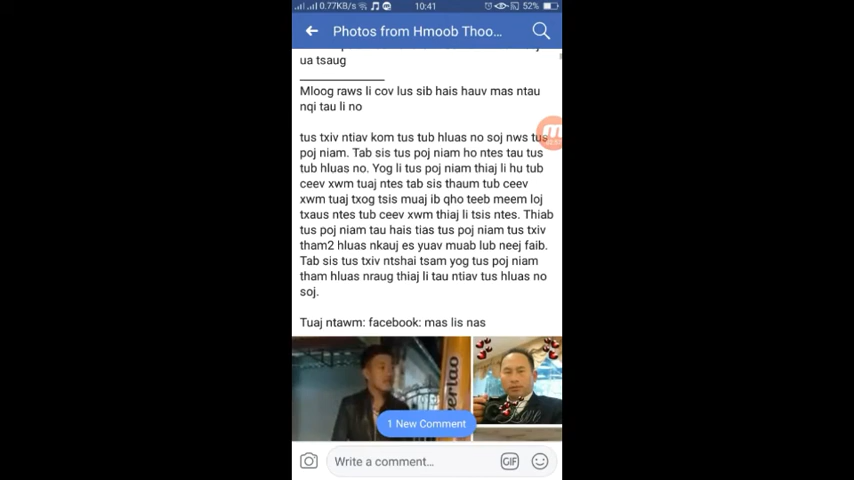 0.77KB/s
10:41
52%
Photos from Hmoob Thoo...
ua tsaug
Mloog raws li cov lus sib hais hauv mas ntau
nqi tau li no
tus txiv ntiav kom tus tub hluas no soj nws tus
poj niam. Tab sis tus poj niam ho ntes tau tus
tub hluas no. Yog li tus poj niam thiaj li hu tub
ceev xwm tuaj ntes tab sis thaum tub ceev
xwm tuaj txog tsis muaj ib qho teeb meem loj
txaus ntes tub ceev xwm thiaj li tsis ntes. Thiab
tus poj niam tau hais tias tus poj niam tus txiv
tham2 hluas nkauj es yuav muab lub neej faib.
Tab sis tus txiv ntshai tsam yog tus poj niam
tham hluas nraug thiaj li tau ntiav tus hluas no
soj.
Tuaj ntawm: facebook: mas lis nas
1 New Comment
Write a comment...
GIF